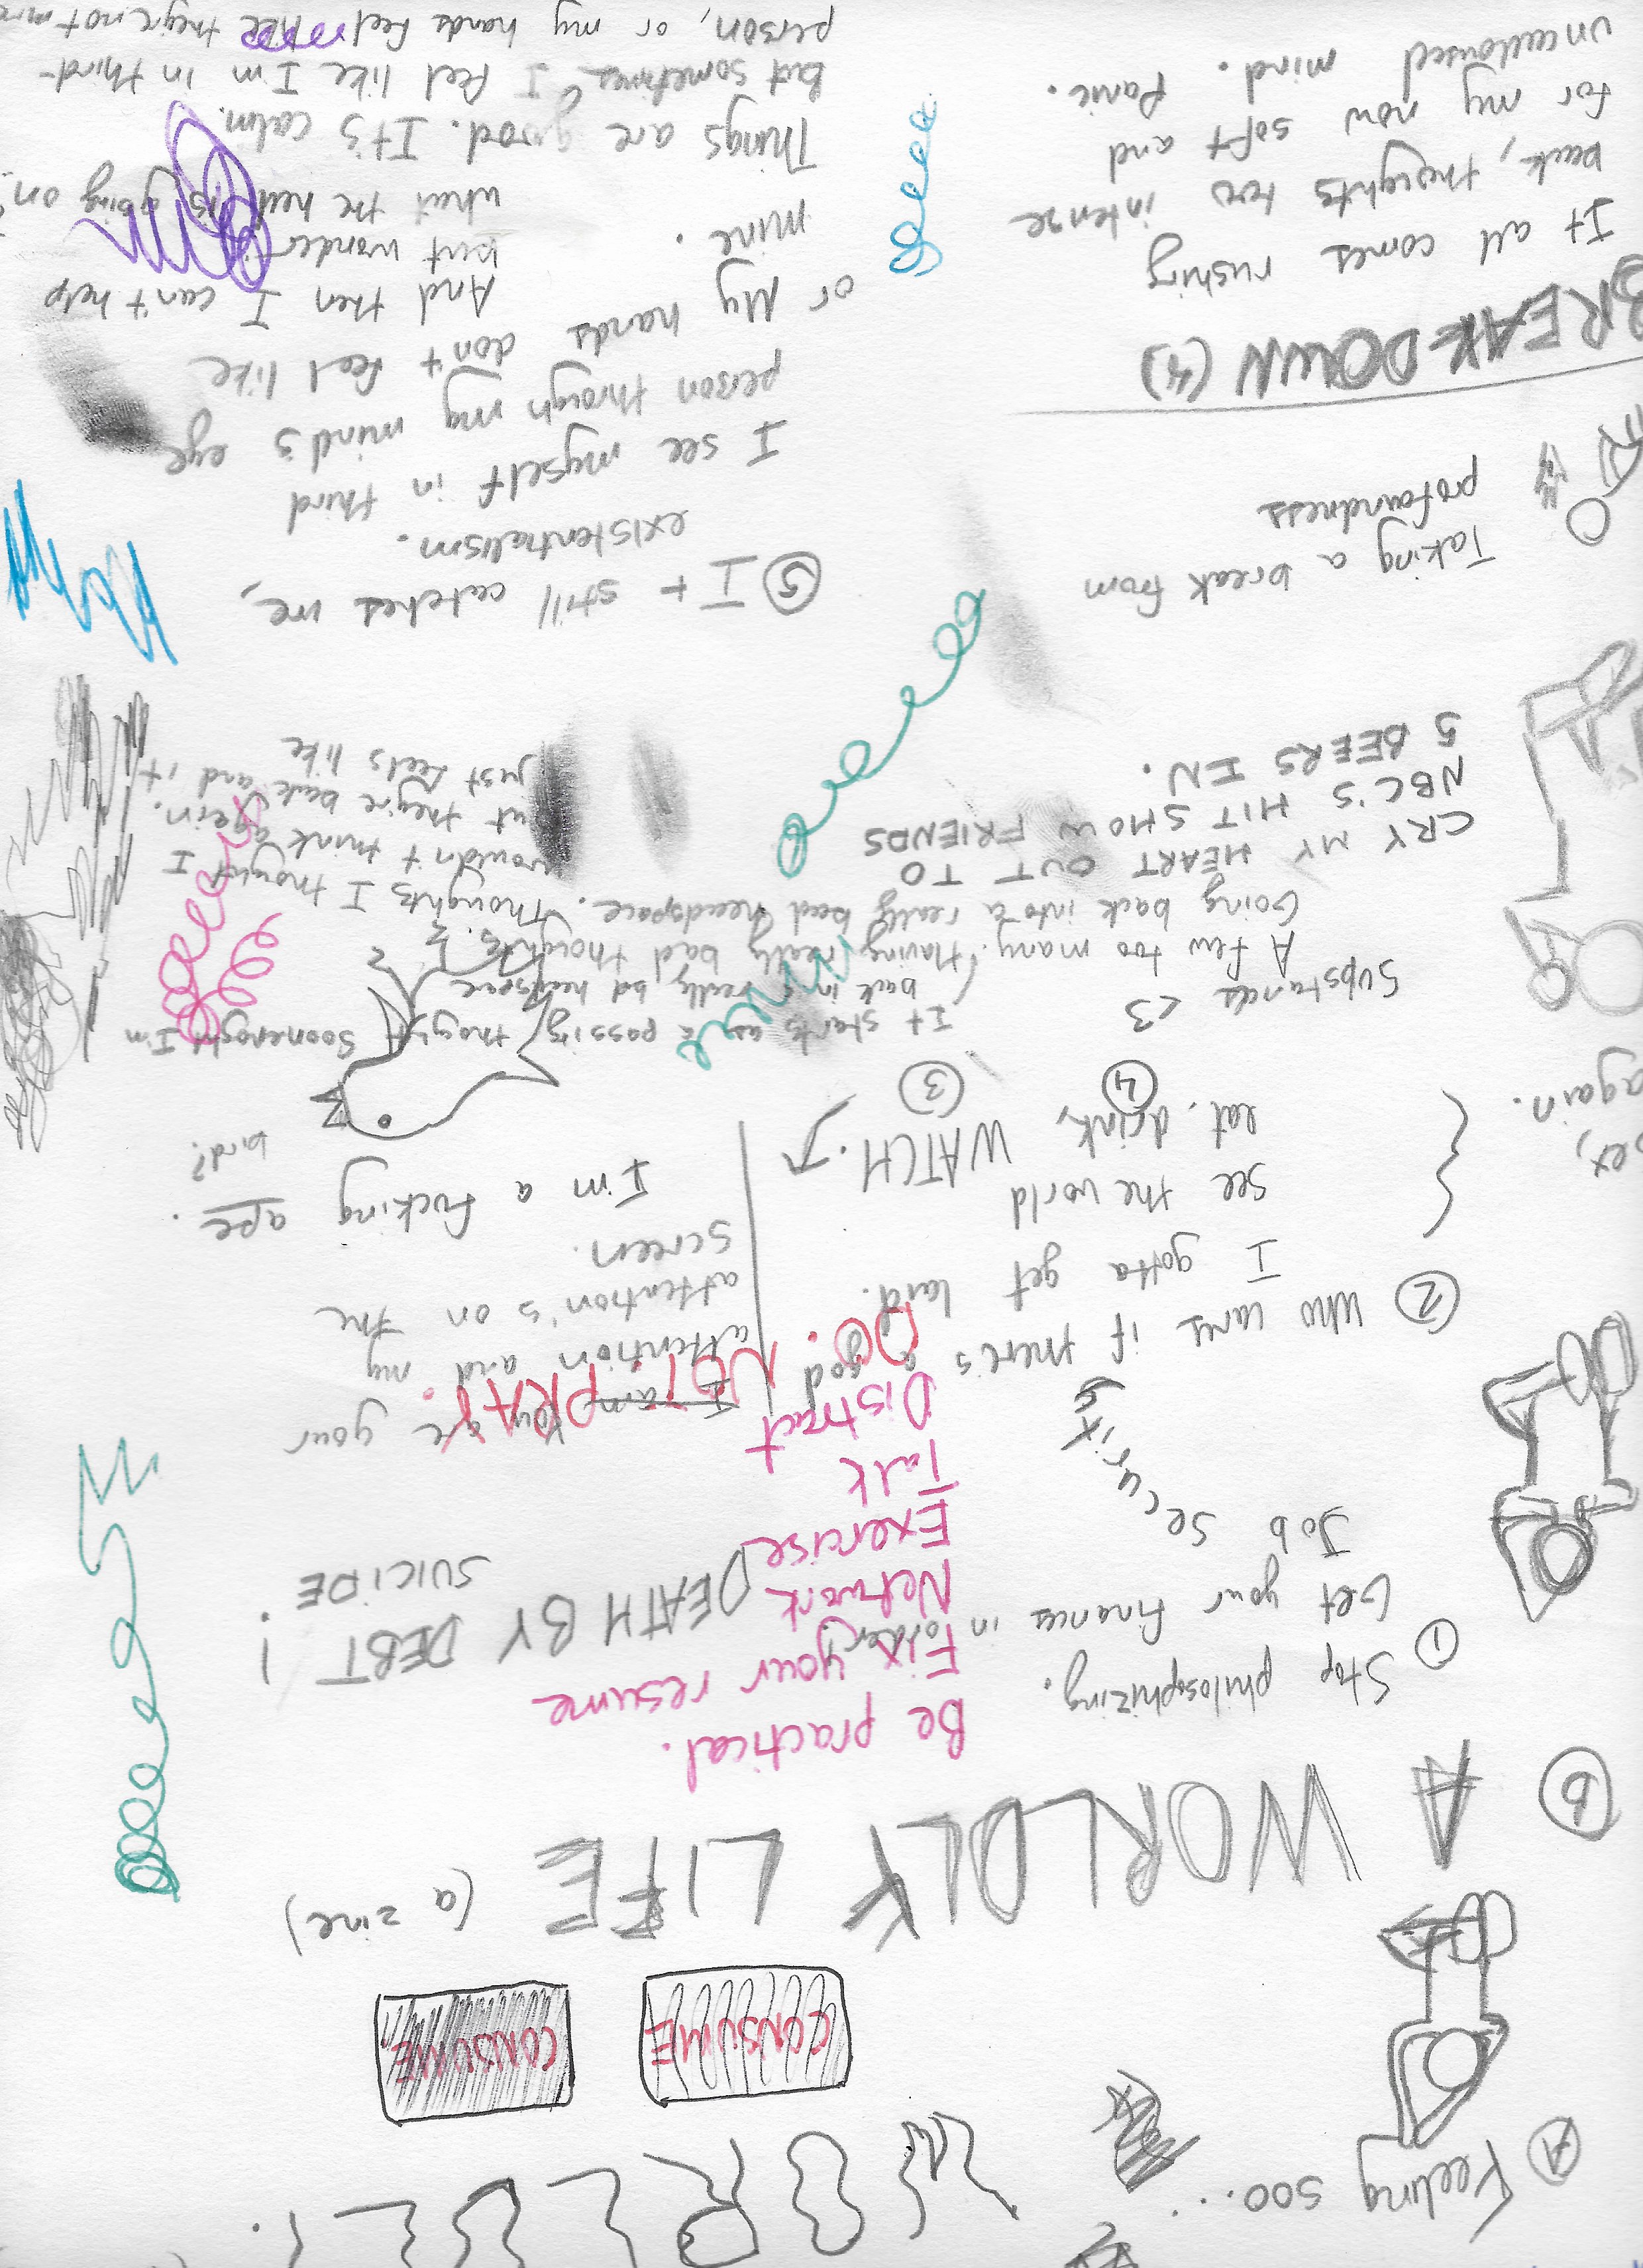 A Feeling soo...
WORLDLY.
CONSUME
CONSUME
b A WORLDLY LIFE (a zine)
1 Stop philosophizing.
Get your finances in order!
Job Security
Be practical.
Fix your resume
Network
Exercise
Talk
Distract
DO. NOT. PRAY.
DEATH BY DEBT!
SUICIDE
2 Who cares if there's a god
I gotta get laid.
see the world
eat. drink,
WATCH.
3
I am You are your
attention and my
attention's on the
screen.
I'm a fucking ape.
bird?
again.
4
Substances <3
A few too many. Having really bad thoughts.
Going back into a really bad headspace. Thoughts I thought I
wouldn't think again.
but they're back and it
just feels like
It starts as a passing thought Soon enough I'm
back in a really bad headspace
CRY MY HEART OUT TO
NBC'S HIT SHOW FRIENDS
5 BEERS IN.
Taking a break from
profoundness
BREAKDOWN (4)
It all comes rushing
back, thoughts too intense
for my now soft and
uncalloused mind. Panic.
5 It still catches me,
existentialism.
I see myself in third
person through my mind's eye
or My hands don't feel like
mine.
And then I can't help
but wonder
what the hell is going on?
Things are good. It's calm.
But sometimes I feel like I'm in third-
person, or my hands feel like they're not